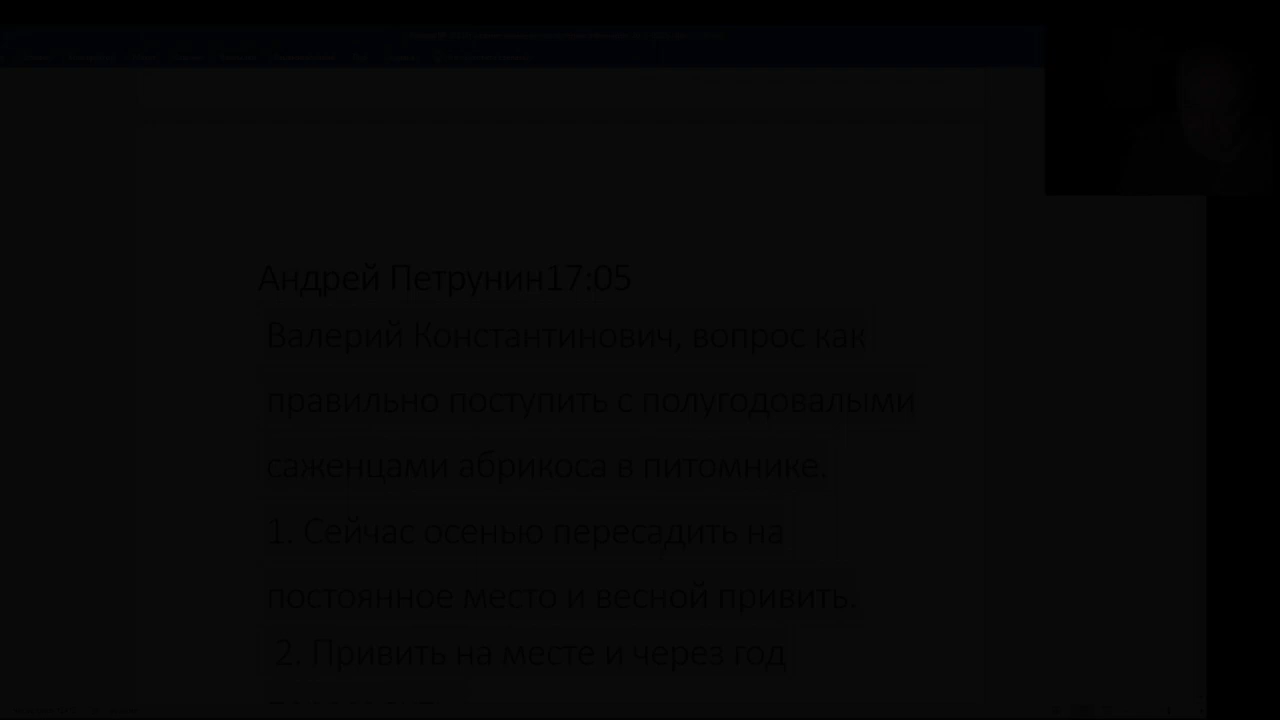 Андрей Петрунин17:05
Валерий Константинович, вопрос как
правильно поступить с полугодовалыми
саженцами абрикоса в питомнике.
1. Сейчас осенью пересадить на
постоянное место и весной привить.
2. Привить на месте и через год